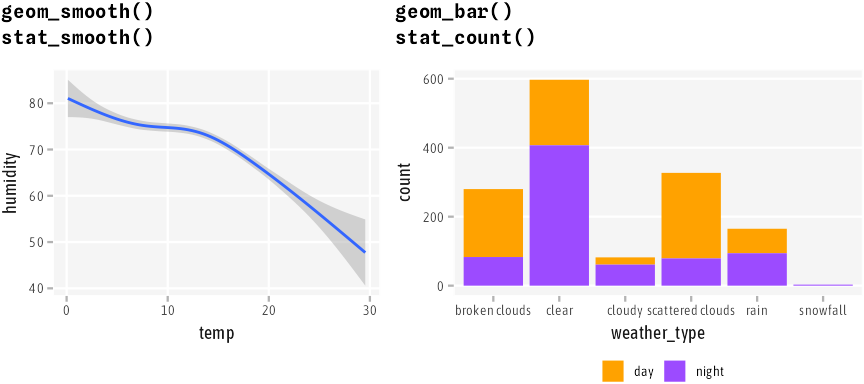 geom_smooth()
stat_smooth()
80
70
60
50
40
humidity
0 10 20 30
temp
geom_bar()
stat_count()
600
400
200
0
count
broken clouds clear cloudy scattered clouds rain snowfall
weather_type
day night